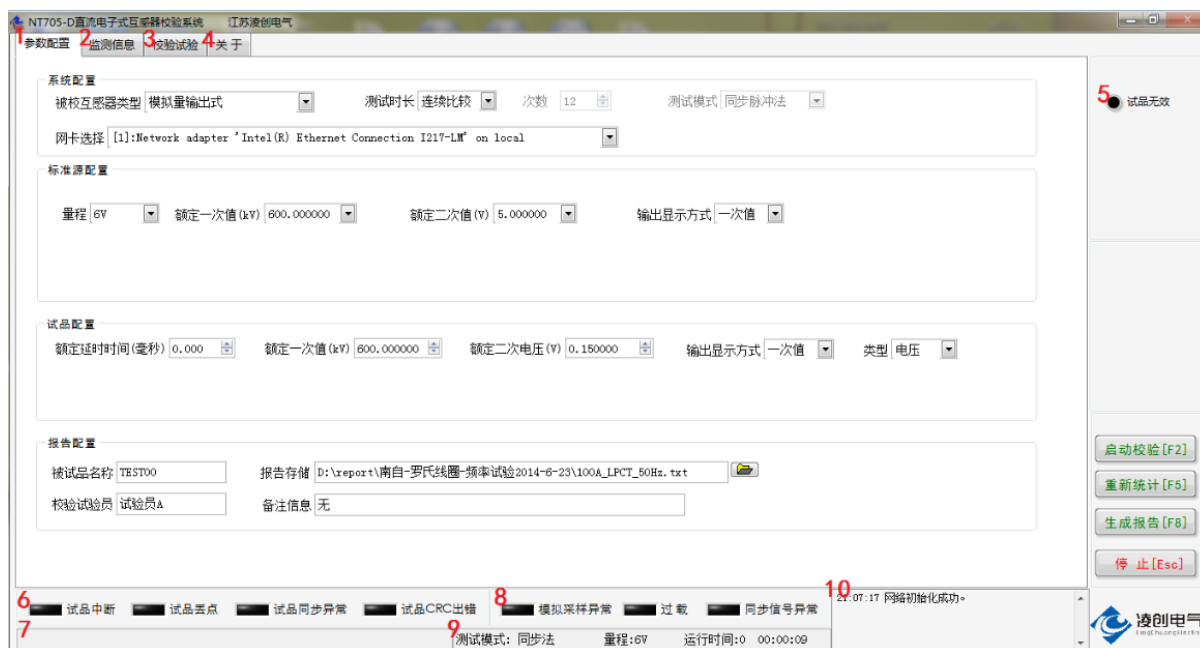 NT705-D直流电子式互感器校验系统 江苏凌创电气
1 参数配置 2 监测信息 3 校验试验 4 关于
系统配置
被校互感器类型 模拟量输出式 测试时长 连续比较 次数 12 测试模式 同步脉冲法
5 试品无效
网卡选择 [1]:Network adapter 'Intel(R) Ethernet Connection I217-LM' on local
标准源配置
量程 6V 额定一次值(kV) 600.000000 额定二次值(V) 5.000000 输出显示方式 一次值
试品配置
额定延时时间(毫秒) 0.000 额定一次值(kV) 600.000000 额定二次电压(V) 0.150000 输出显示方式 一次值 类型 电压
报告配置
被试品名称 TEST00 报告存储 D:\report\南自-罗氏线圈-频率试验2014-6-23\100A_LPCT_50Hz.txt
校验试验员 试验员A 备注信息 无
启动校验[F2]
重新统计[F5]
生成报告[F8]
停 止[Esc]
6 试品中断 试品丢点 试品同步异常 试品CRC出错 8 模拟采样异常 过载 同步信号异常
10 21:07:17 网络初始化成功。
7 9 测试模式: 同步法 量程:6V 运行时间:0 00:00:09
凌创电气